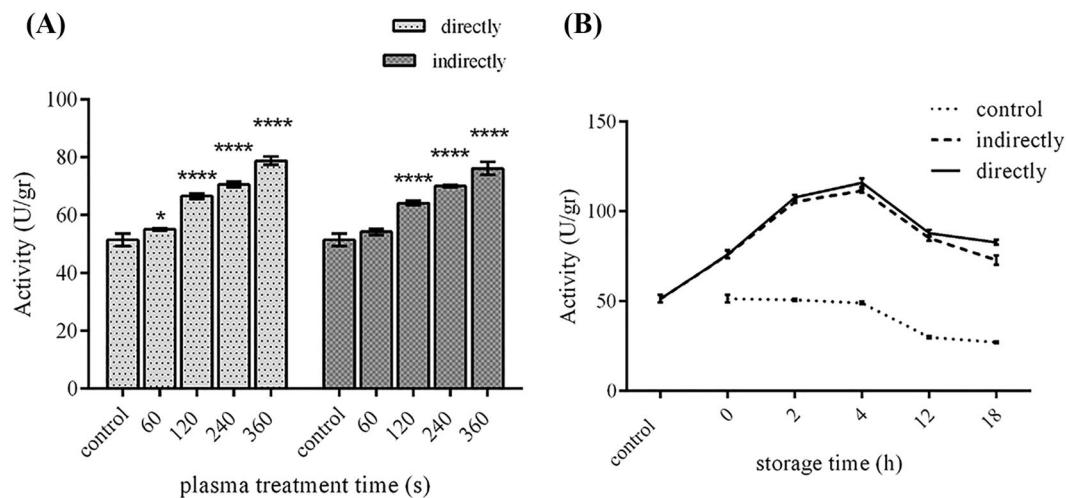 (A)
directly
indirectly
Activity (U/gr)
100
80
60
40
20
0
*
****
****
****
****
****
****
control
60
120
240
360
control
60
120
240
360
plasma treatment time (s)
(B)
control
indirectly
directly
Activity (U/gr)
150
100
50
0
control
0
2
4
12
18
storage time (h)